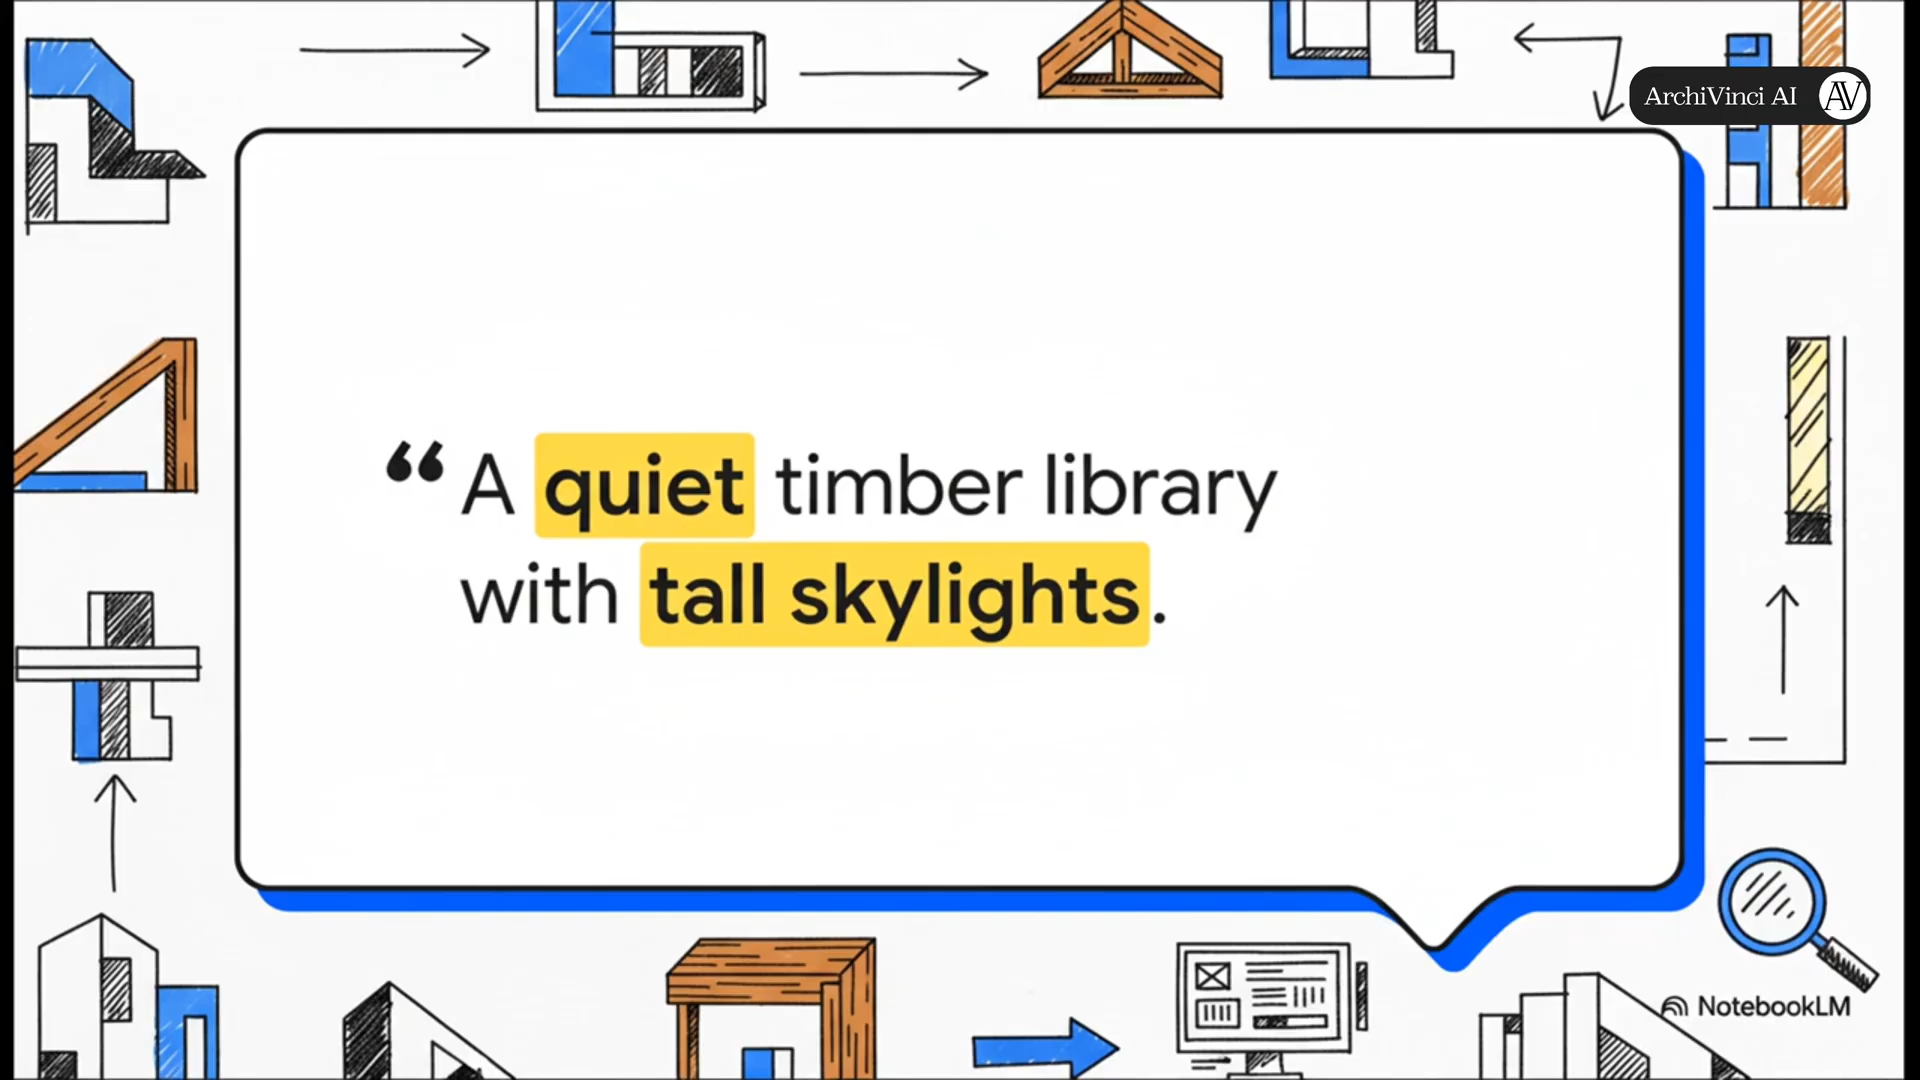 ArchiVinci AI AV
“A quiet timber library
with tall skylights.
NotebookLM